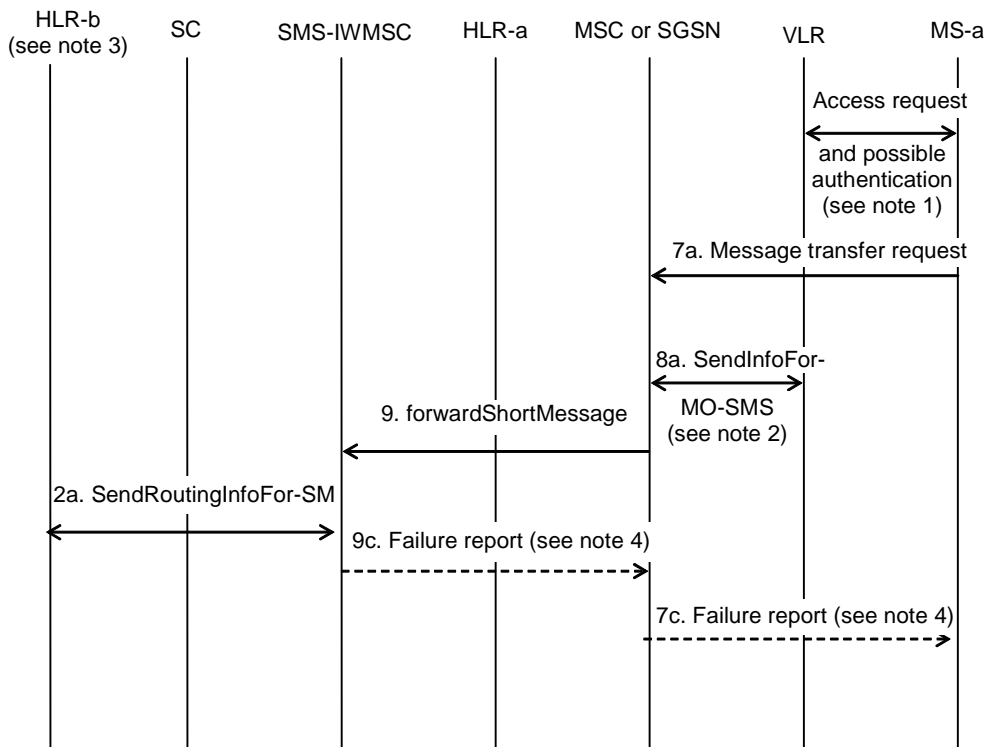 HLR-b
(see note 3)
SC
SMS-IWMSC
HLR-a
MSC or SGSN
VLR
MS-a
Access request
and possible
authentication
(see note 1)
7a. Message transfer request
8a. SendInfoFor-
MO-SMS
(see note 2)
9. forwardShortMessage
2a. SendRoutingInfoFor-SM
9c. Failure report (see note 4)
7c. Failure report (see note 4)